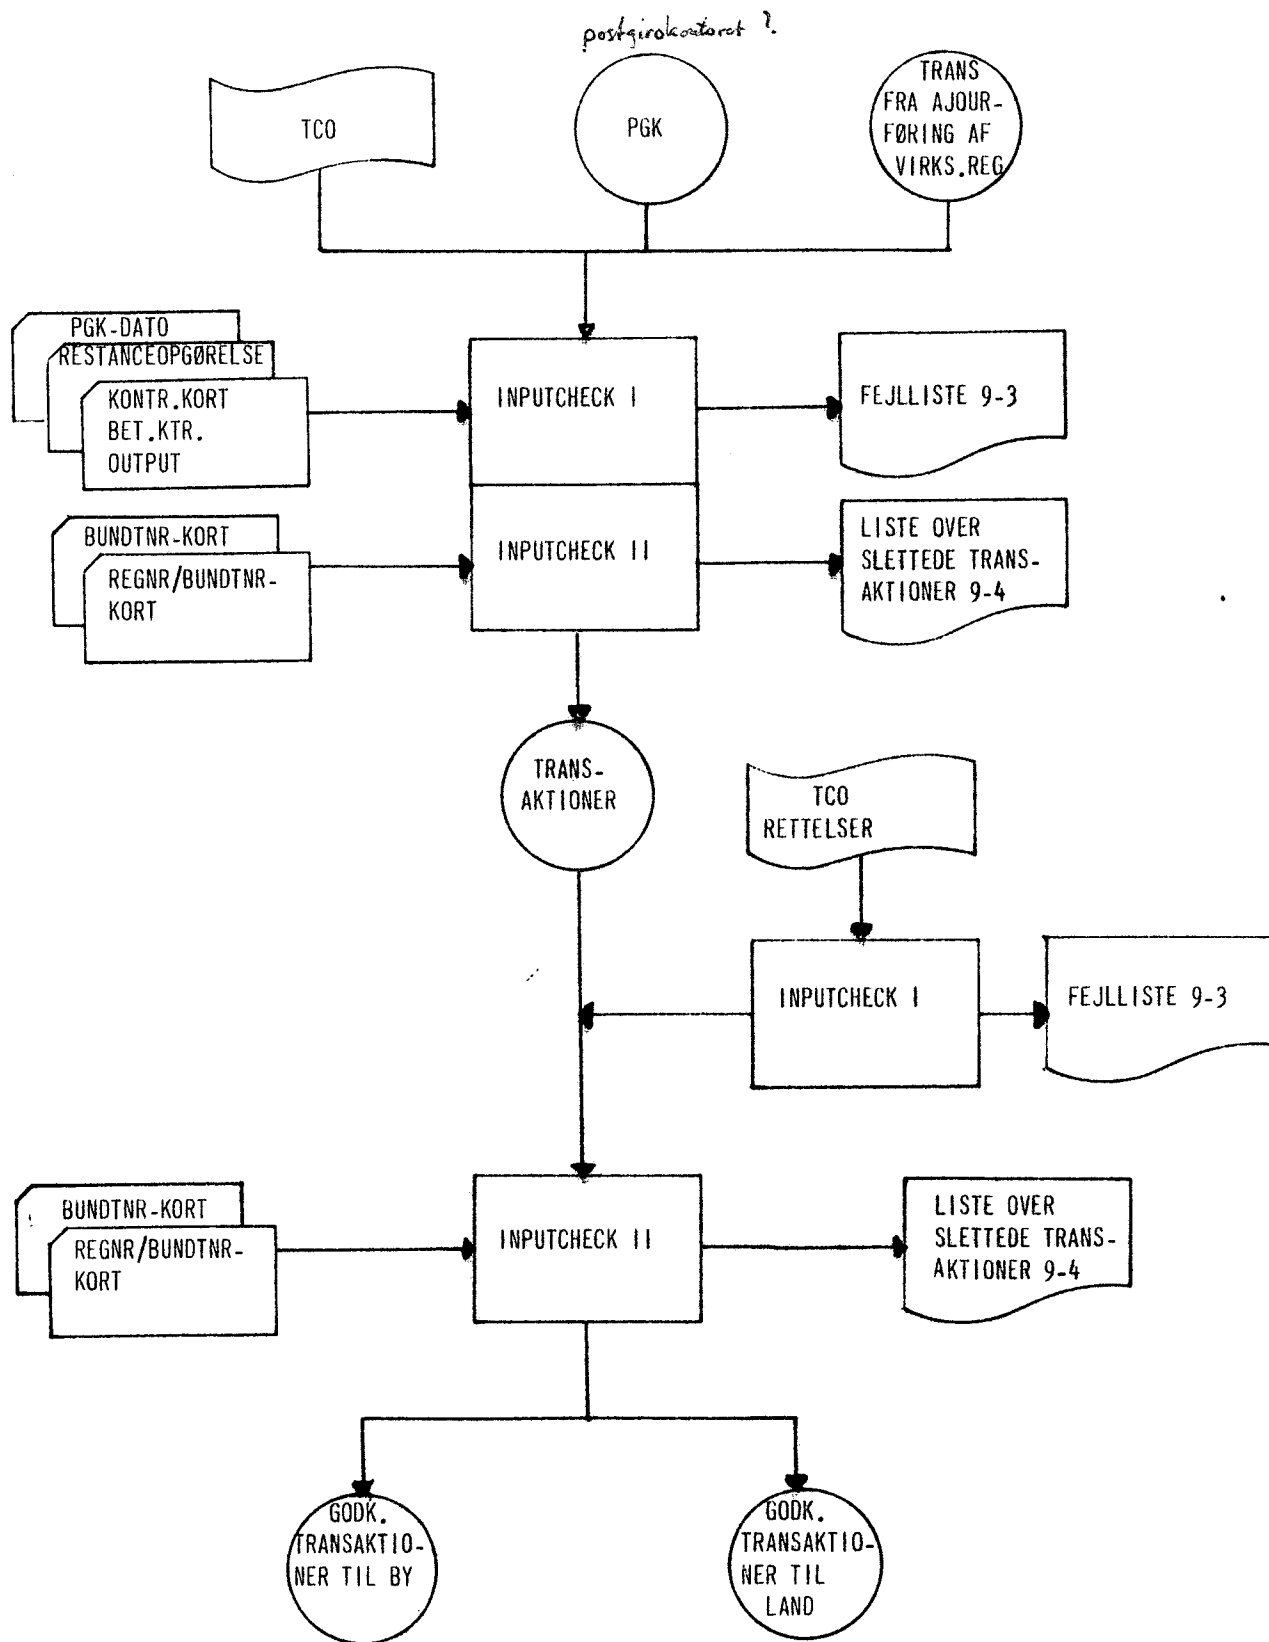 postgirokontoret ?
TCO
PGK
TRANS
FRA AJOUR-
FØRING AF
VIRKS.REG
PGK-DATO
RESTANCEOPGØRELSE
KONTR.KORT
BET.KTR.
OUTPUT
INPUTCHECK I
FEJLLISTE 9-3
BUNDTNR-KORT
REGNR/BUNDTNR-
KORT
INPUTCHECK II
LISTE OVER
SLETTEDE TRANS-
AKTIONER 9-4
TRANS-
AKTIONER
TCO
RETTELSER
INPUTCHECK I
FEJLLISTE 9-3
BUNDTNR-KORT
REGNR/BUNDTNR-
KORT
INPUTCHECK II
LISTE OVER
SLETTEDE TRANS-
AKTIONER 9-4
GODK.
TRANSAKTIO-
NER TIL BY
GODK.
TRANSAKTIO-
NER TIL
LAND